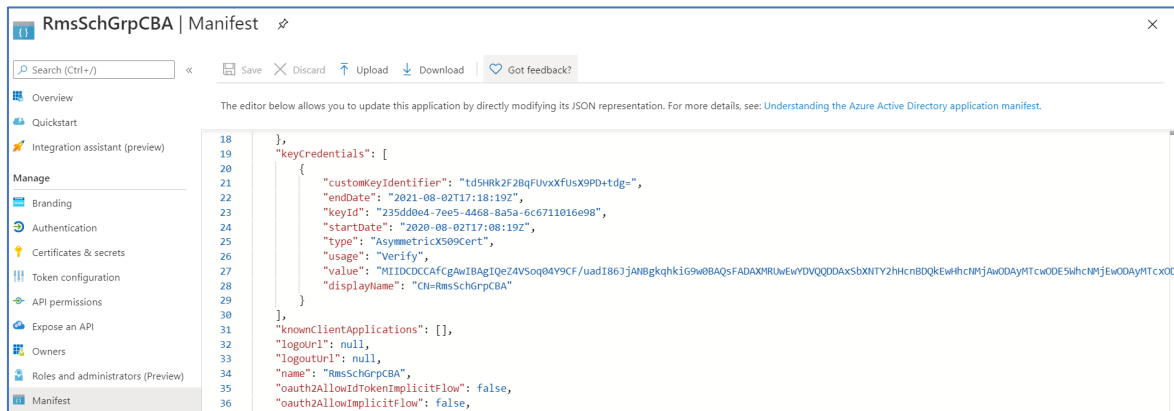 RmsSchGrpCBA | Manifest
Search (Ctrl+/)
«
Save
Discard
Upload
Download
Got feedback?
Overview
Quickstart
Integration assistant (preview)
Manage
Branding
Authentication
Certificates & secrets
Token configuration
API permissions
Expose an API
Owners
Roles and administrators (Preview)
Manifest
The editor below allows you to update this application by directly modifying its JSON representation. For more details, see: Understanding the Azure Active Directory application manifest.
18 },
19 "keyCredentials": [
20 {
21 "customKeyIdentifier": "td5HRk2F2BqFUvxXfUsX9PD+tdg=",
22 "endDate": "2021-08-02T17:18:19Z",
23 "keyId": "235dd0e4-7ee5-4468-8a5a-6c6711016e98",
24 "startDate": "2020-08-02T17:08:19Z",
25 "type": "AsymmetricX509Cert",
26 "usage": "Verify",
27 "value": "MIIDCDCCAfCgAwIBAgIQeZ4VSoq04Y9CF/uadI86JjANBgkqhkiG9w0BAQsFADAXMRUwEwYDVQQDDAxSbXNTY2hHcnBDQkEwHhcNMjAwODAyMTcwODE5WhcNMjEwODAyMTcxOD
28 "displayName": "CN=RmsSchGrpCBA"
29 }
30 ],
31 "knownClientApplications": [],
32 "logoUrl": null,
33 "logoutUrl": null,
34 "name": "RmsSchGrpCBA",
35 "oauth2AllowIdTokenImplicitFlow": false,
36 "oauth2AllowImplicitFlow": false,